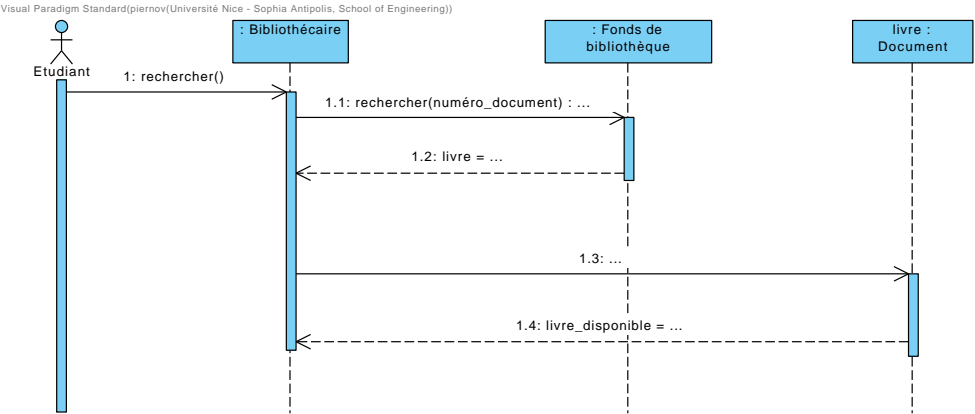 Visual Paradigm Standard(piernov(Université Nice - Sophia Antipolis, School of Engineering))
: Bibliothécaire
: Fonds de
bibliothèque
livre :
Document
Etudiant
1: rechercher()
1.1: rechercher(numéro_document) : ...
1.2: livre = ...
1.3: ...
1.4: livre_disponible = ...